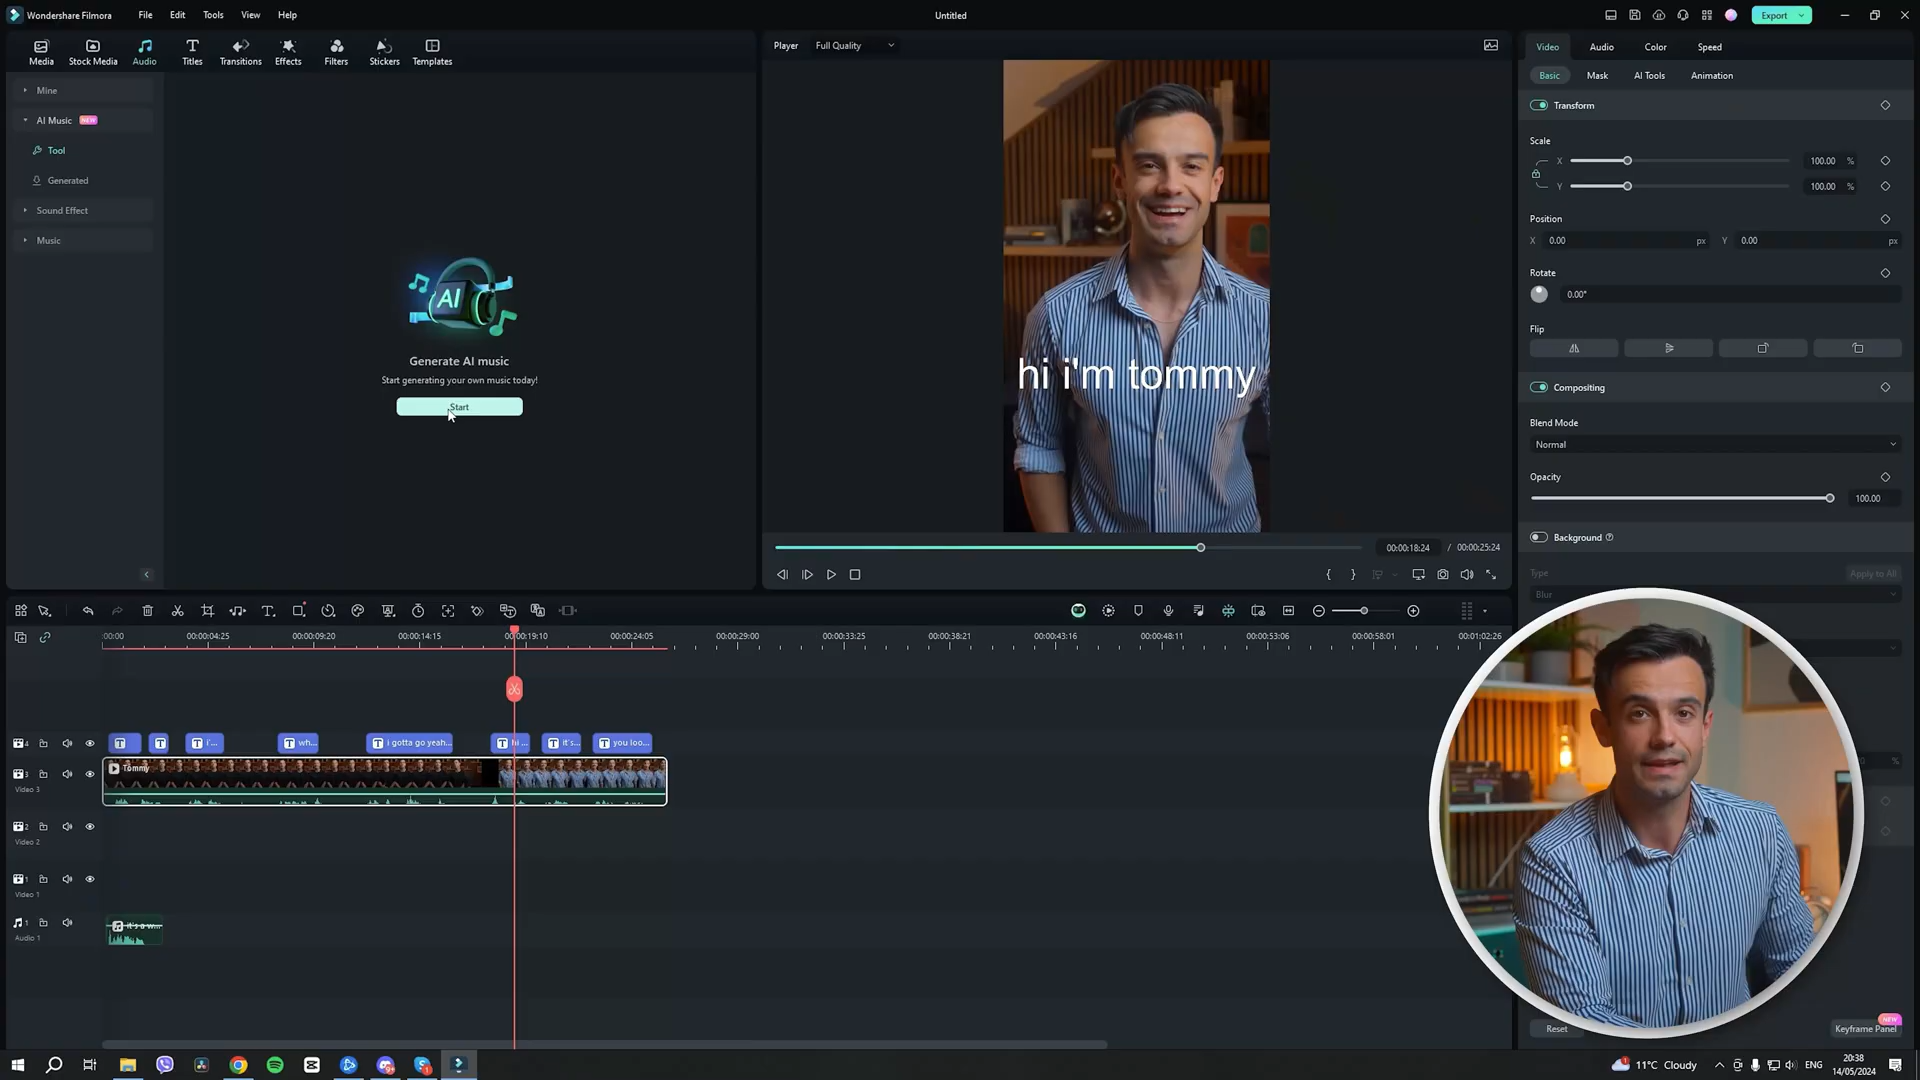 Wondershare Filmora
File
Edit
Tools
View
Help
Untitled
Export
Media
Stock Media
Audio
Titles
Transitions
Effects
Filters
Stickers
Templates
Mine
AI Music NEW
Tool
Generated
Sound Effect
Music
AI
Generate AI music
Start generating your own music today!
Start
Player
Full Quality
hi i'm tommy
00:00:18:24 / 00:00:25:24
Video
Audio
Color
Speed
Basic
Mask
AI Tools
Animation
Transform
Scale
X 100.00 %
Y 100.00 %
Position
X 0.00 px Y 0.00 px
Rotate
0.00°
Flip
Compositing
Blend Mode
Normal
Opacity
100.00
Background
Type
Apply to All
Blur
%
Reset
Keyframe Panel
NEW
:00:00
00:00:04:25
00:00:09:20
00:00:14:15
00:00:19:10
00:00:24:05
00:00:29:00
00:00:33:25
00:00:38:21
00:00:43:16
00:00:48:11
00:00:53:06
00:00:58:01
00:01:02:26
4
T
T
T i'...
T wh...
T i gotta go yeah...
T hi ...
T it's...
T you loo...
3
Video 3
Tommy
2
Video 2
1
Video 1
1
Audio 1
it's a w...
11°C Cloudy
ENG
20:38
14/05/2024